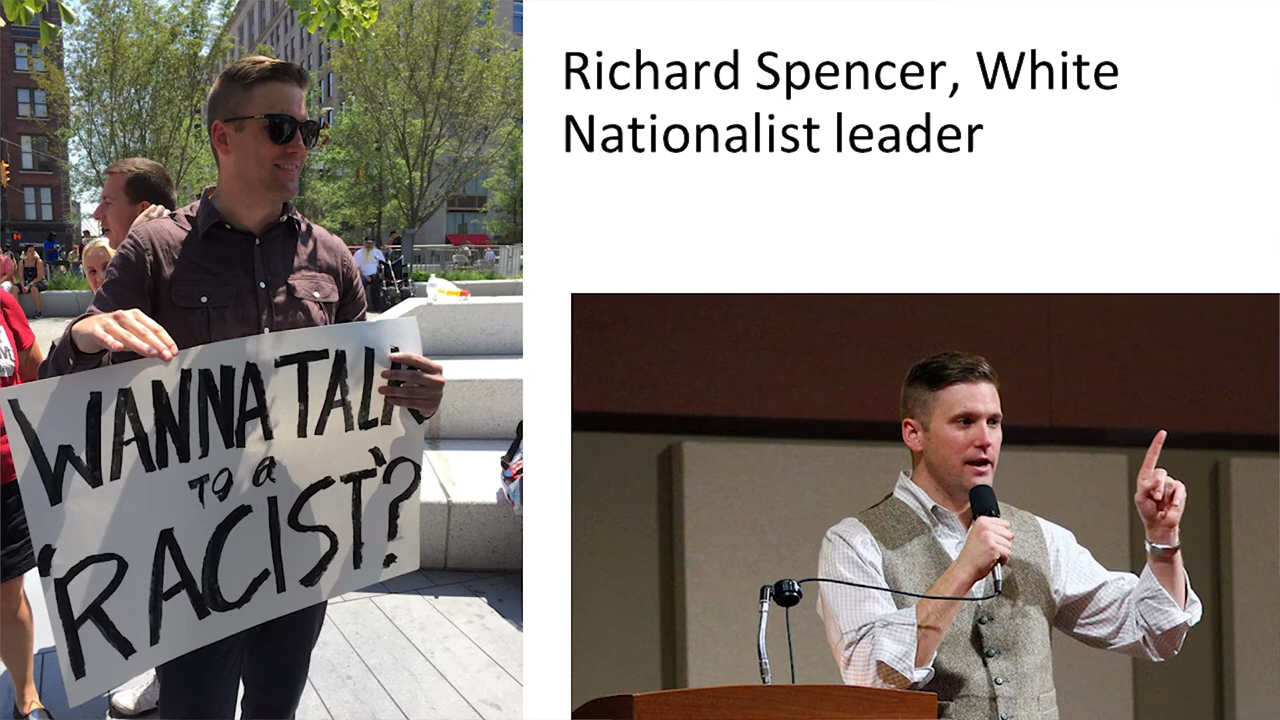 Richard Spencer, White
Nationalist leader
WANNA TALK
TO a
'RACIST'?